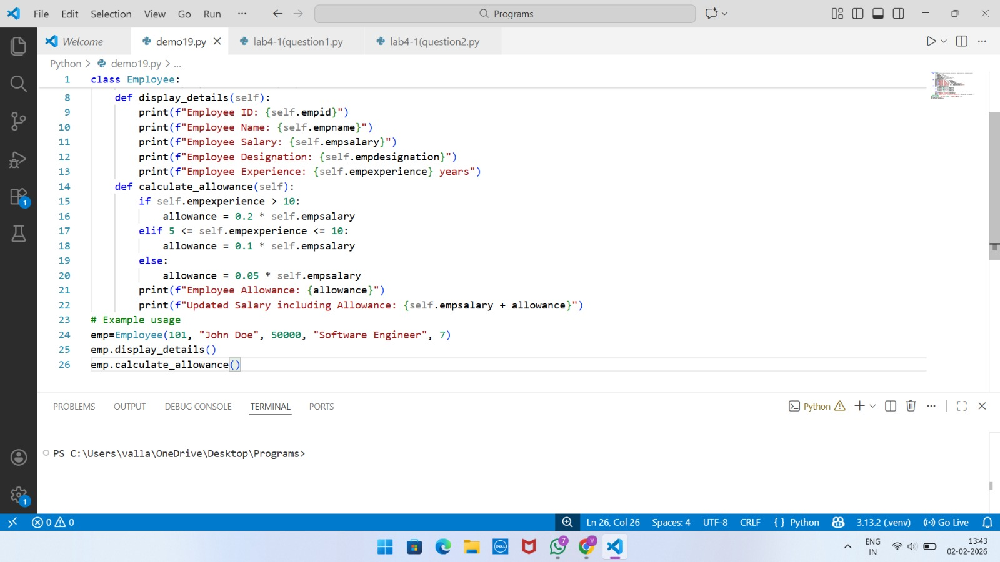 File Edit Selection View Go Run ··· Programs
Welcome demo19.py lab4-1(question1.py lab4-1(question2.py
Python > demo19.py > ...
1 class Employee:
8 def display_details(self):
9 print(f"Employee ID: {self.empid}")
10 print(f"Employee Name: {self.empname}")
11 print(f"Employee Salary: {self.empsalary}")
12 print(f"Employee Designation: {self.empdesignation}")
13 print(f"Employee Experience: {self.empexperience} years")
14 def calculate_allowance(self):
15 if self.empexperience > 10:
16 allowance = 0.2 * self.empsalary
17 elif 5 <= self.empexperience <= 10:
18 allowance = 0.1 * self.empsalary
19 else:
20 allowance = 0.05 * self.empsalary
21 print(f"Employee Allowance: {allowance}")
22 print(f"Updated Salary including Allowance: {self.empsalary + allowance}")
23 # Example usage
24 emp=Employee(101, "John Doe", 50000, "Software Engineer", 7)
25 emp.display_details()
26 emp.calculate_allowance()
PROBLEMS OUTPUT DEBUG CONSOLE TERMINAL PORTS Python
PS C:\Users\valla\OneDrive\Desktop\Programs>
1
1
0 0 Ln 26, Col 26 Spaces: 4 UTF-8 CRLF { } Python 3.13.2 (.venv) Go Live
DELL 7 V
ENG
IN
13:43
02-02-2026